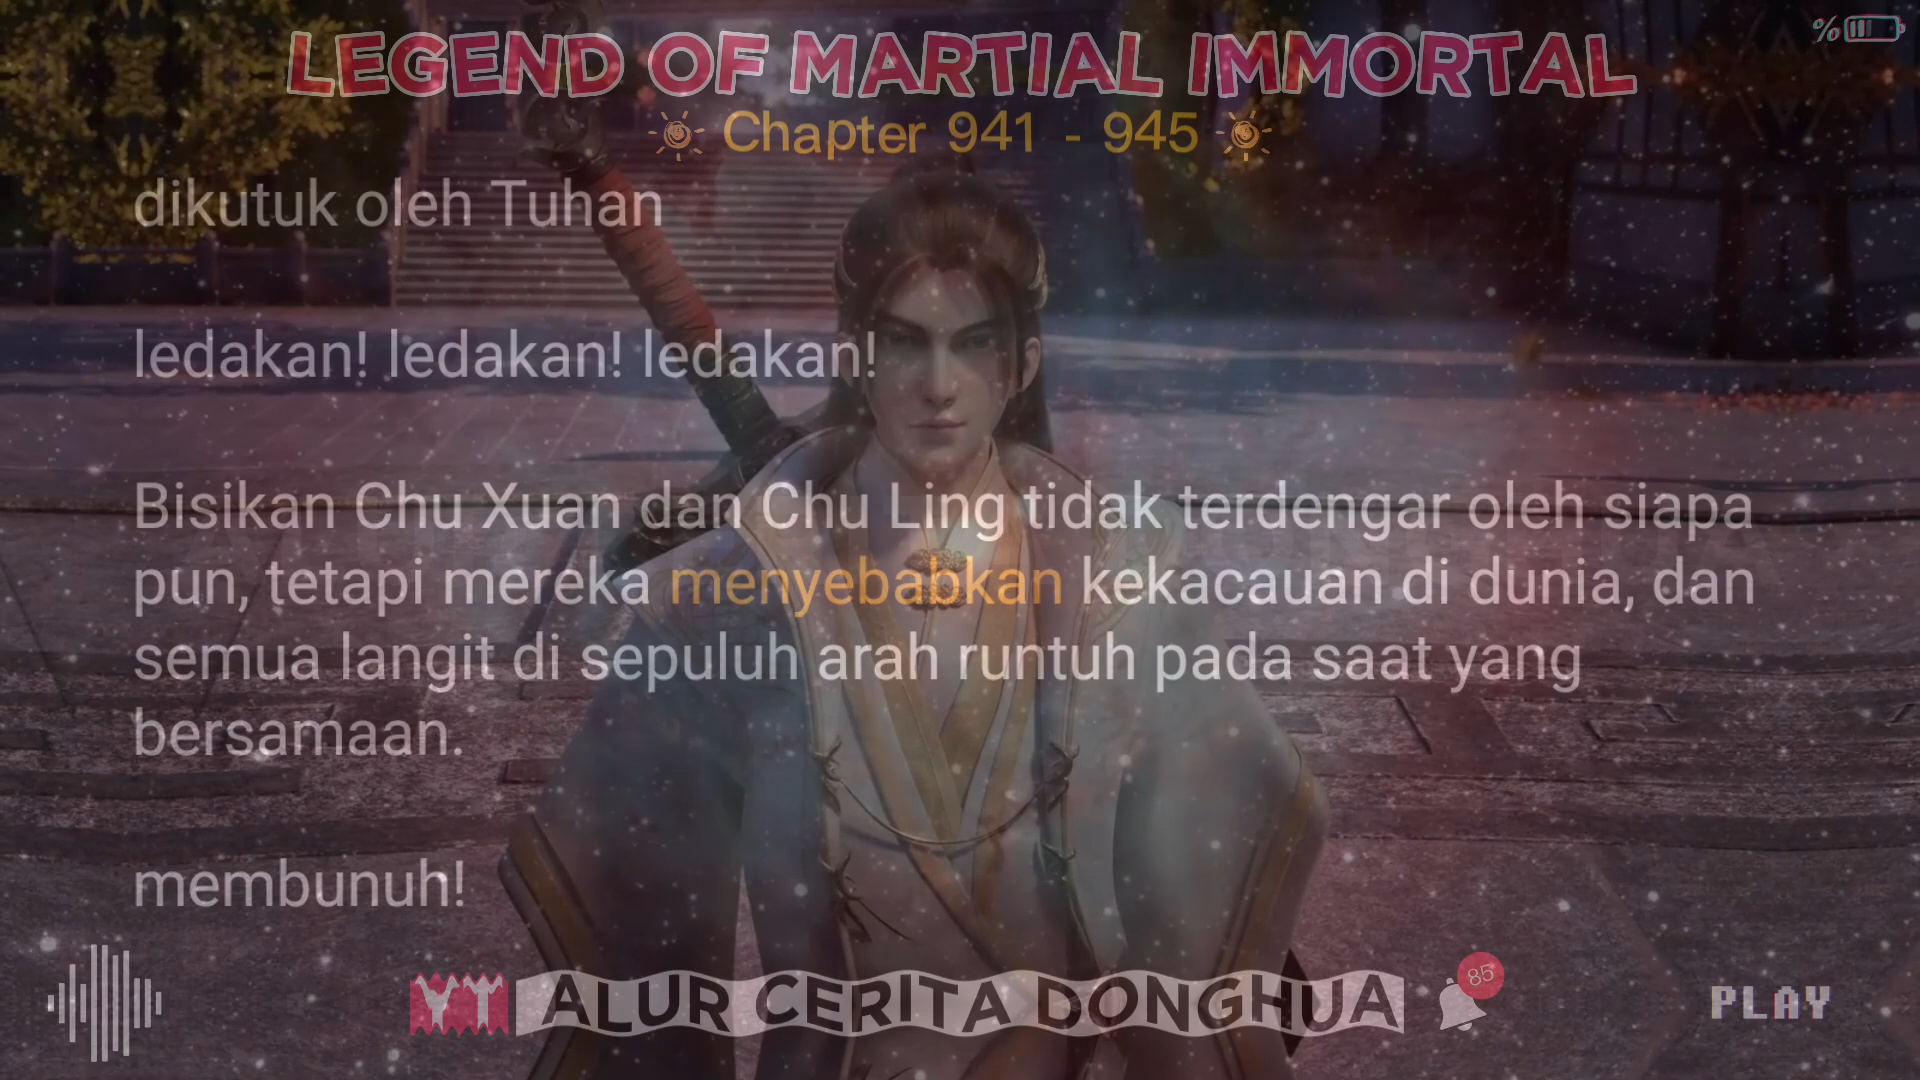 LEGEND OF MARTIAL IMMORTAL
%
Chapter 941 - 945
dikutuk oleh Tuhan
ledakan! ledakan! ledakan!
Bisikan Chu Xuan dan Chu Ling tidak terdengar oleh siapa
pun, tetapi mereka menyebabkan kekacauan di dunia, dan
semua langit di sepuluh arah runtuh pada saat yang
bersamaan.
membunuh!
YT ALUR CERITA DONGHUA
85
PLAY